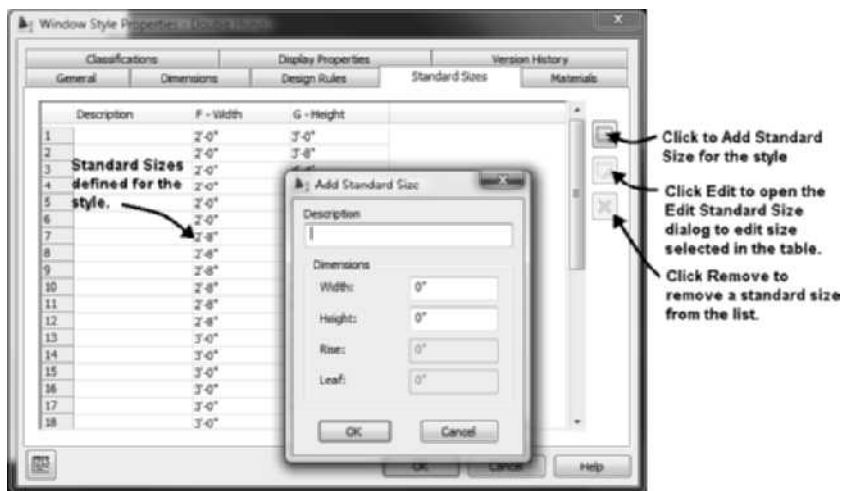 Window Style Properties - Double Hung
Classifications
Display Properties
Version History
General
Dimensions
Design Rules
Standard Sizes
Materials
Description
F - Width
G - Height
1 2'-0" 3'-0"
2 2'-0" 3'-8"
3 2'-0"
4 2'-0"
5 2'-0"
6 2'-0"
7 2'-8"
8 2'-8"
9 2'-8"
10 2'-8"
11 2'-8"
12 2'-8"
13 3'-0"
14 3'-0"
15 3'-0"
16 3'-0"
17 3'-0"
18 3'-0"
Standard Sizes
defined for the
style.
Add Standard Size
Description
Dimensions
Width: 0"
Height: 0"
Rise: 0"
Leaf: 0"
OK
Cancel
OK
Cancel
Help
Click to Add Standard
Size for the style
Click Edit to open the
Edit Standard Size
dialog to edit size
selected in the table.
Click Remove to
remove a standard size
from the list.